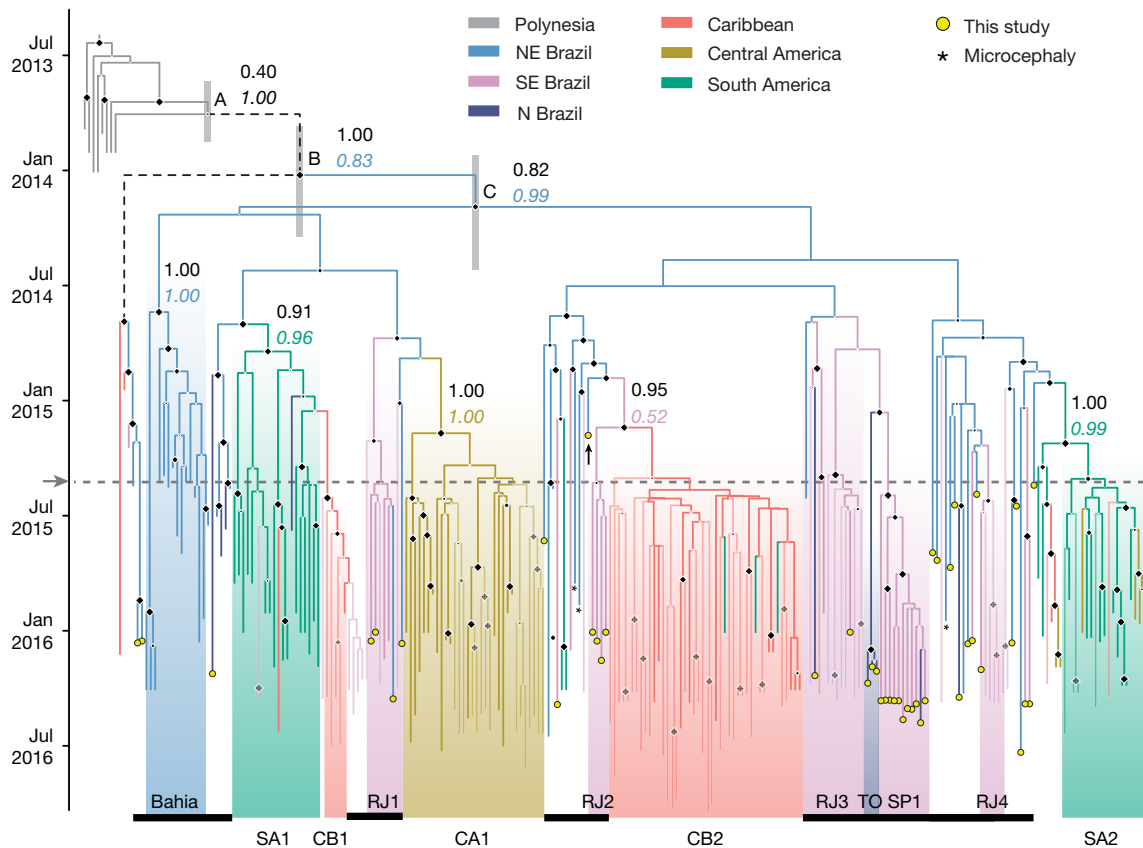 Polynesia
NE Brazil
SE Brazil
N Brazil
Caribbean
Central America
South America
This study
* Microcephaly
Jul
2013
Jan
2014
Jul
2014
Jan
2015
Jul
2015
Jan
2016
Jul
2016
A
0.40
1.00
B
1.00
0.83
C
0.82
0.99
1.00
1.00
0.91
0.96
1.00
1.00
0.95
0.52
1.00
0.99
*
*
*
Bahia
RJ1
RJ2
RJ3
TO
SP1
RJ4
SA1
CB1
CA1
CB2
SA2